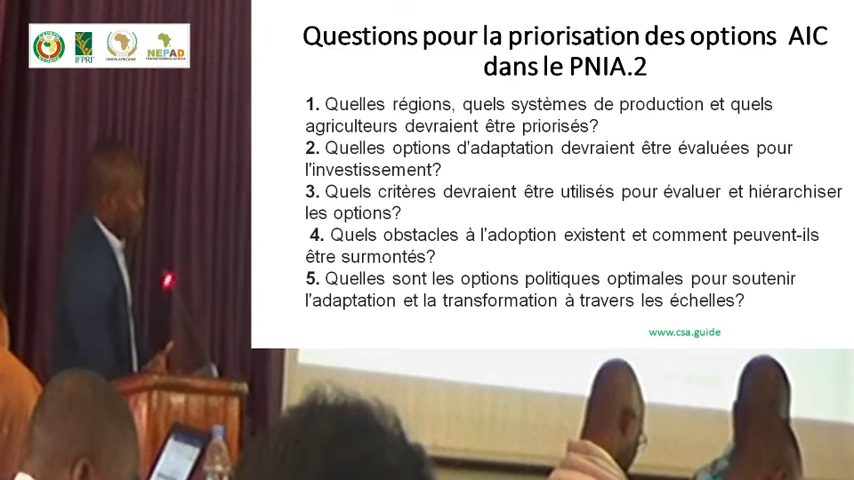 IFPRI
UNION AFRICAINE
NEPAD
Questions pour la priorisation des options AIC
dans le PNIA.2
1. Quelles régions, quels systèmes de production et quels
agriculteurs devraient être priorisés?
2. Quelles options d'adaptation devraient être évaluées pour
l'investissement?
3. Quels critères devraient être utilisés pour évaluer et hiérarchiser
les options?
4. Quels obstacles à l'adoption existent et comment peuvent-ils
être surmontés?
5. Quelles sont les options politiques optimales pour soutenir
l'adaptation et la transformation à travers les échelles?
www.csa.guide